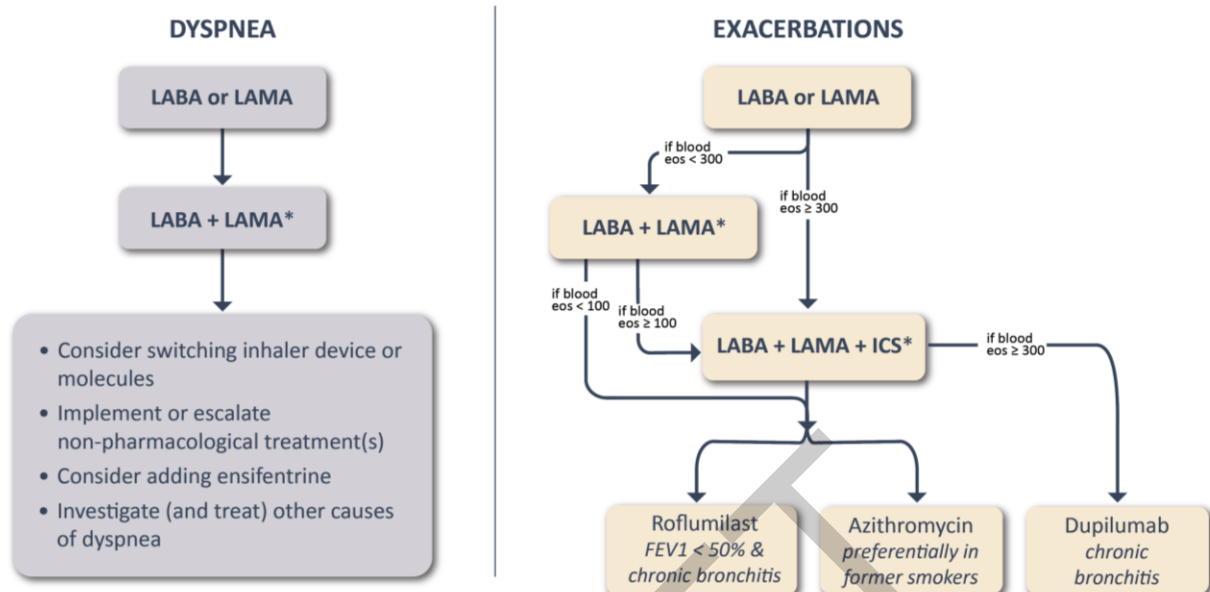 DYSPNEA
LABA or LAMA
LABA + LAMA*
• Consider switching inhaler device or
molecules
• Implement or escalate
non-pharmacological treatment(s)
• Consider adding ensifentrine
• Investigate (and treat) other causes
of dyspnea
EXACERBATIONS
LABA or LAMA
if blood
eos < 300
if blood
eos ≥ 300
LABA + LAMA*
if blood
eos < 100
if blood
eos ≥ 100
LABA + LAMA + ICS*
if blood
eos ≥ 300
Roflumilast
FEV1 < 50% &
chronic bronchitis
Azithromycin
preferentially in
former smokers
Dupilumab
chronic
bronchitis